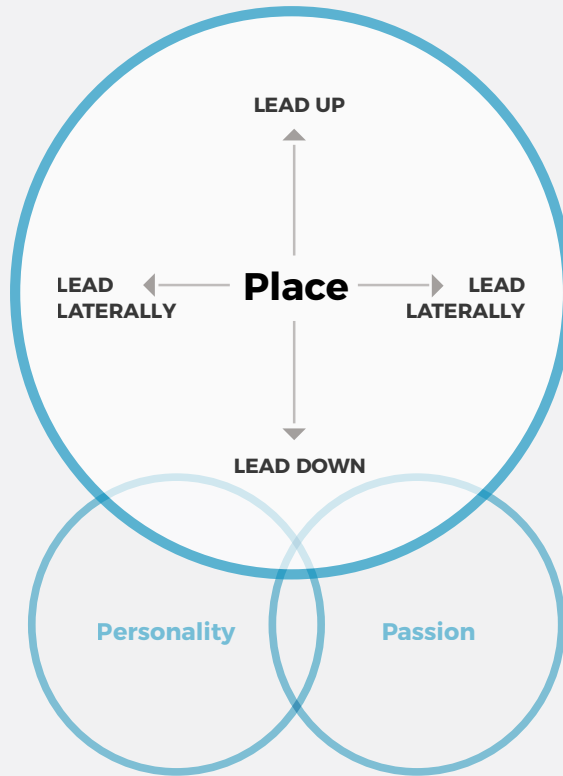 LEAD UP
LEAD
LATERALLY
Place
LEAD
LATERALLY
LEAD DOWN
Personality
Passion